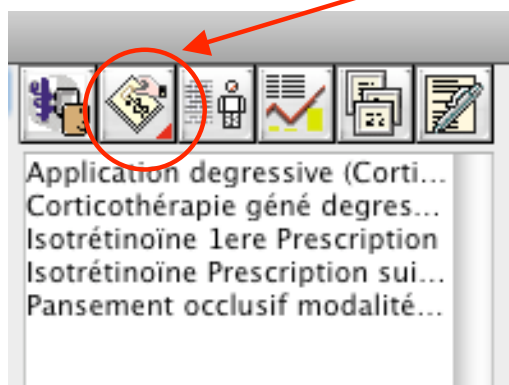 Application degressive (Corti...
Corticothérapie géné degres...
Isotrétinoïne 1ere Prescription
Isotrétinoïne Prescription sui...
Pansement occlusif modalité...